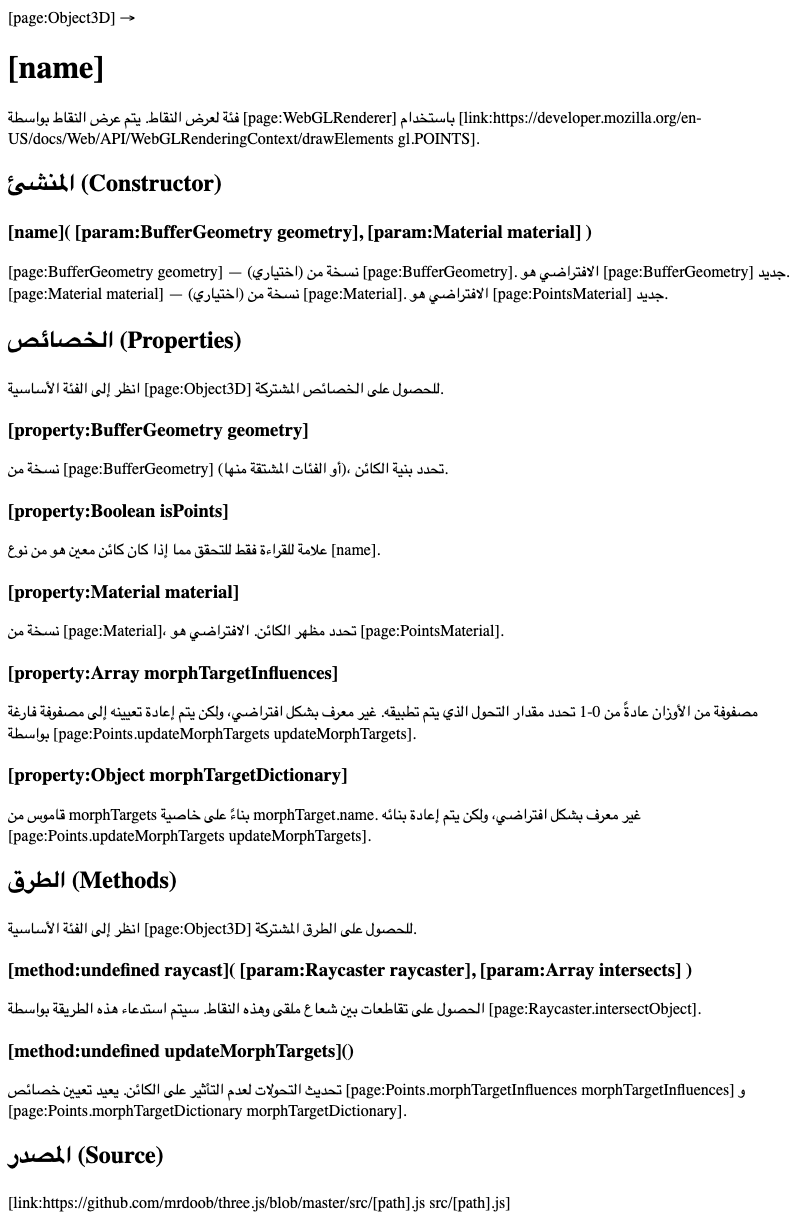 [page:Object3D] →
[name]
فئة لعرض النقاط. يتم عرض النقاط بواسطة [page:WebGLRenderer] باستخدام [link:https://developer.mozilla.org/en-
US/docs/Web/API/WebGLRenderingContext/drawElements gl.POINTS].
المنشئ (Constructor)
[name]( [param:BufferGeometry geometry], [param:Material material] )
[page:BufferGeometry geometry] — (اختياري) نسخة من [page:BufferGeometry]. الافتراضي هو [page:BufferGeometry] جديد.
[page:Material material] — (اختياري) نسخة من [page:Material]. الافتراضي هو [page:PointsMaterial] جديد.
الخصائص (Properties)
انظر إلى الفئة الأساسية [page:Object3D] للحصول على الخصائص المشتركة.
[property:BufferGeometry geometry]
نسخة من [page:BufferGeometry] (أو الفئات المشتقة منها)، تحدد بنية الكائن.
[property:Boolean isPoints]
علامة للقراءة فقط للتحقق مما إذا كان كائن معين هو من نوع [name].
[property:Material material]
نسخة من [page:Material]، تحدد مظهر الكائن. الافتراضي هو [page:PointsMaterial].
[property:Array morphTargetInfluences]
مصفوفة من الأوزان عادةً من 0-1 تحدد مقدار التحول الذي يتم تطبيقه. غير معرف بشكل افتراضي، ولكن يتم إعادة تعيينه إلى مصفوفة فارغة
بواسطة [page:Points.updateMorphTargets updateMorphTargets].
[property:Object morphTargetDictionary]
قاموس من morphTargets بناءً على خاصية morphTarget.name. غير معرف بشكل افتراضي، ولكن يتم إعادة بنائه
[page:Points.updateMorphTargets updateMorphTargets].
الطرق (Methods)
انظر إلى الفئة الأساسية [page:Object3D] للحصول على الطرق المشتركة.
[method:undefined raycast]( [param:Raycaster raycaster], [param:Array intersects] )
الحصول على تقاطعات بين شعاع ملقى وهذه النقاط. سيتم استدعاء هذه الطريقة بواسطة [page:Raycaster.intersectObject].
[method:undefined updateMorphTargets]()
تحديث التحولات لعدم التأثير على الكائن. يعيد تعيين خصائص [page:Points.morphTargetInfluences morphTargetInfluences] و
[page:Points.morphTargetDictionary morphTargetDictionary].
المصدر (Source)
[link:https://github.com/mrdoob/three.js/blob/master/src/[path].js src/[path].js]